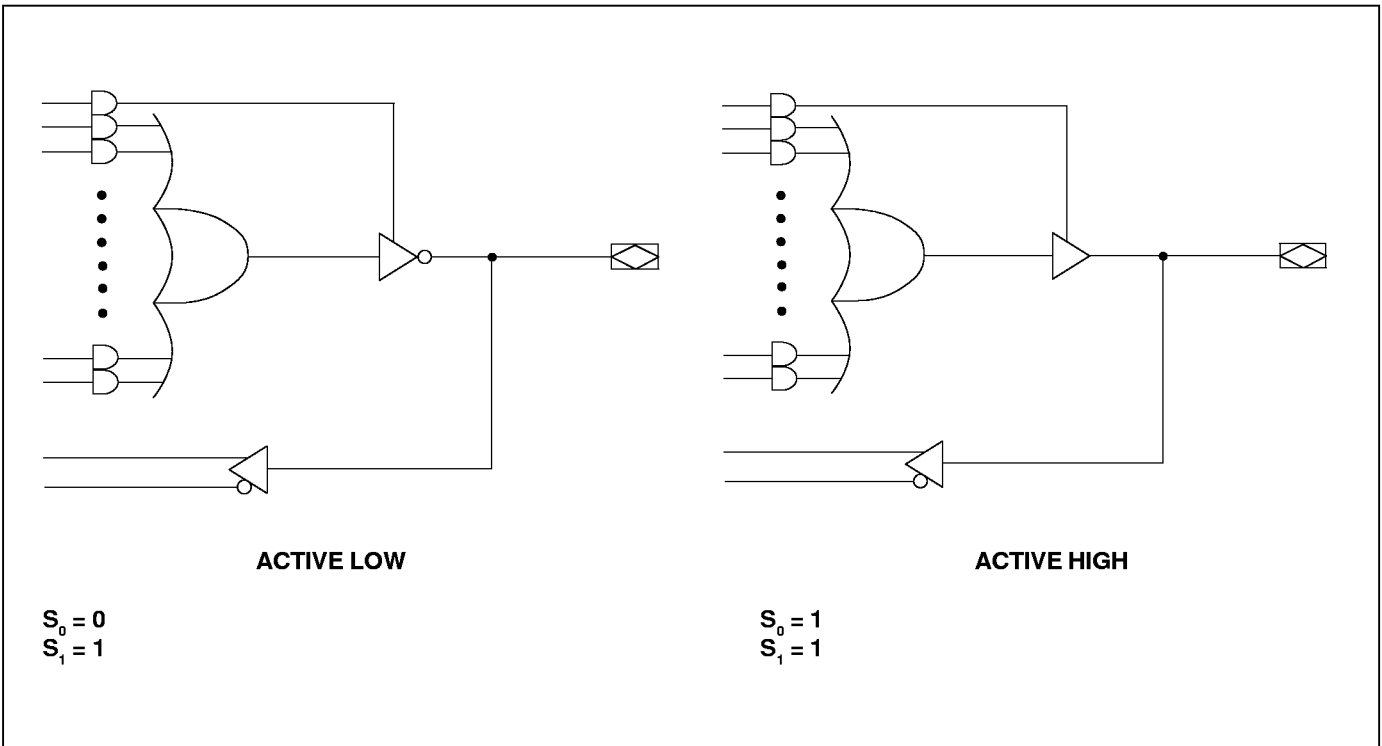 ACTIVE LOW
ACTIVE HIGH
S₀ = 0
S₁ = 1
S₀ = 1
S₁ = 1